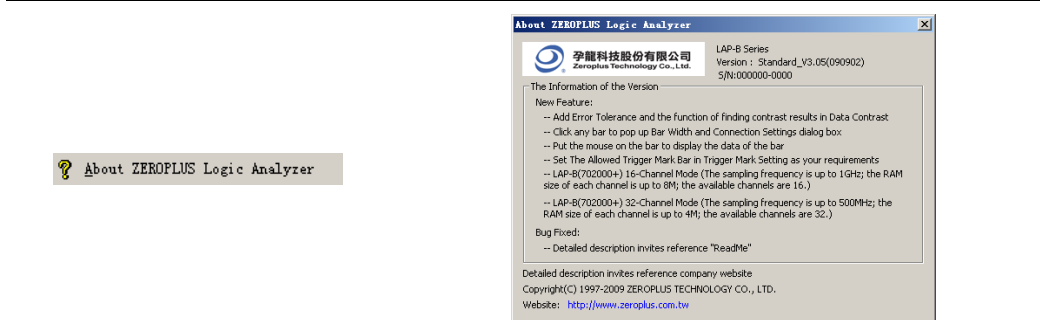 About ZEROPLUS Logic Analyzer
About ZEROPLUS Logic Analyzer
孕龍科技股份有限公司
Zeroplus Technology Co., Ltd.
LAP-B Series
Version : Standard_V3.05(090902)
S/N:000000-0000
The Information of the Version
New Feature:
-- Add Error Tolerance and the function of finding contrast results in Data Contrast
-- Click any bar to pop up Bar Width and Connection Settings dialog box
-- Put the mouse on the bar to display the data of the bar
-- Set The Allowed Trigger Mark Bar in Trigger Mark Setting as your requirements
-- LAP-B(702000+) 16-Channel Mode (The sampling frequency is up to 1GHz; the RAM
size of each channel is up to 8M; the available channels are 16.)
-- LAP-B(702000+) 32-Channel Mode (The sampling frequency is up to 500MHz; the
RAM size of each channel is up to 4M; the available channels are 32.)
Bug Fixed:
-- Detailed description invites reference "ReadMe"
Detailed description invites reference company website
Copyright(C) 1997-2009 ZEROPLUS TECHNOLOGY CO., LTD.
Website: http://www.zeroplus.com.tw